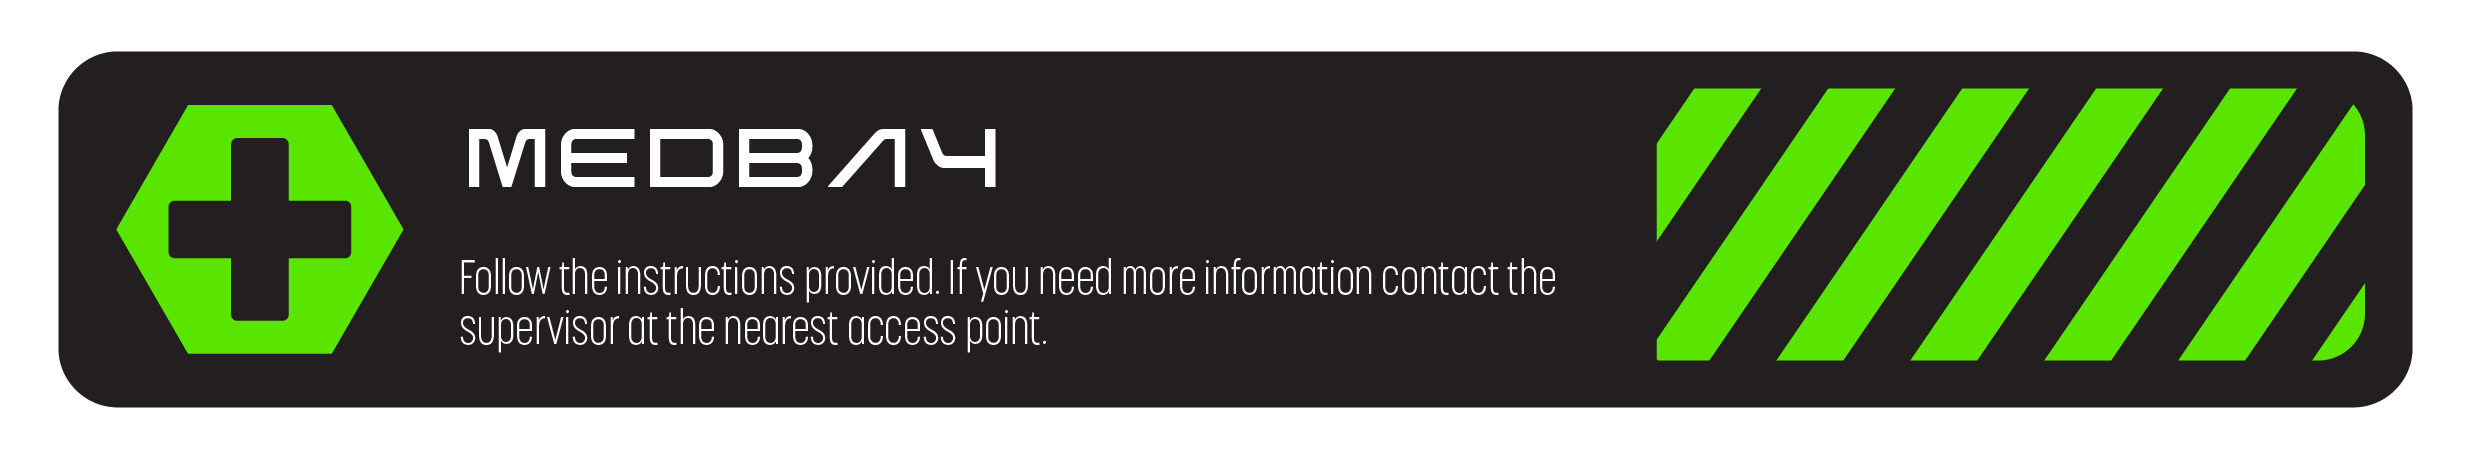 MEDBAY
Follow the instructions provided. If you need more information contact the
supervisor at the nearest access point.